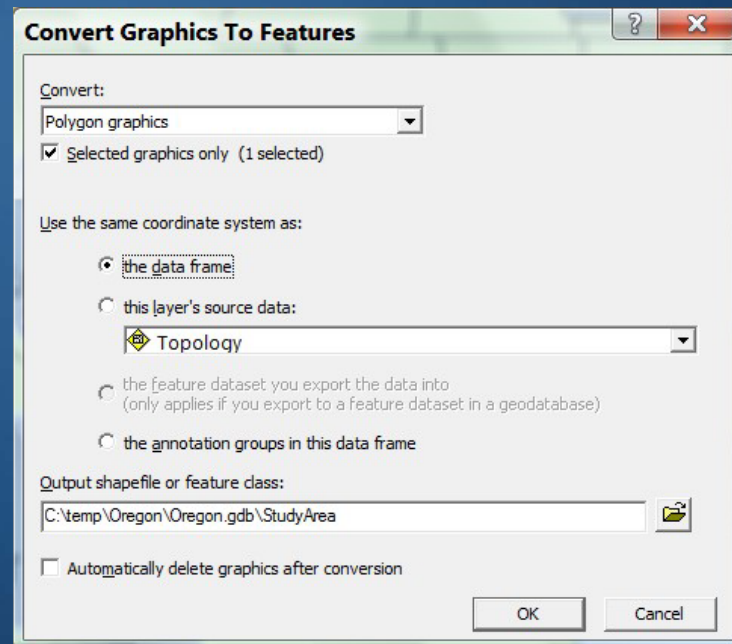 Convert Graphics To Features
Convert:
Polygon graphics
Selected graphics only (1 selected)
Use the same coordinate system as:
the data frame
this layer's source data:
Topology
the feature dataset you export the data into
(only applies if you export to a feature dataset in a geodatabase)
the annotation groups in this data frame
Output shapefile or feature class:
C:\temp\Oregon\Oregon.gdb\StudyArea
Automatically delete graphics after conversion
OK Cancel